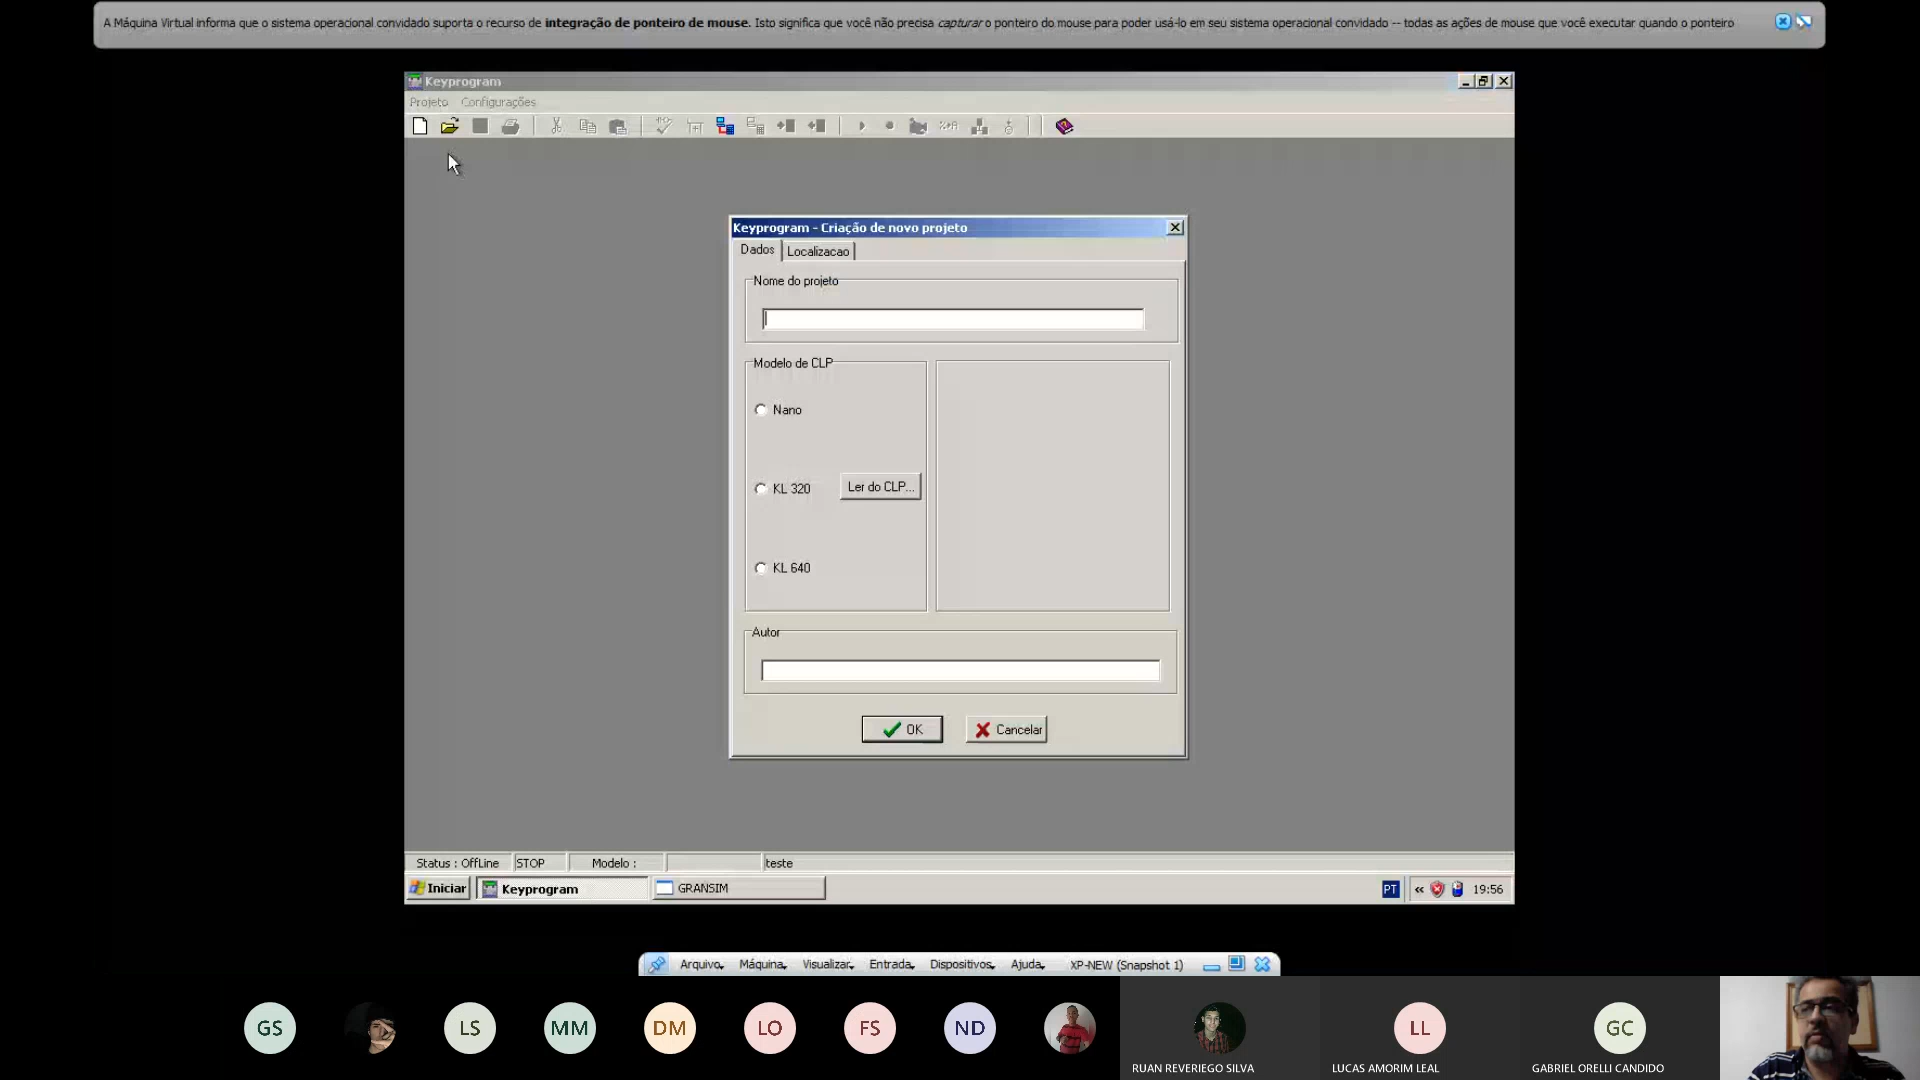 A Máquina Virtual informa que o sistema operacional convidado suporta o recurso de integração de ponteiro de mouse. Isto significa que você não precisa capturar o ponteiro do mouse para poder usá-lo em seu sistema operacional convidado -- todas as ações de mouse que você executar quando o ponteiro
Keyprogram
Projeto Configurações
Keyprogram - Criação de novo projeto
Dados Localizacao
Nome do projeto
Modelo de CLP
Nano
KL 320 Ler do CLP...
KL 640
Autor
OK Cancelar
Status : OffLine STOP Modelo : teste
Iniciar Keyprogram GRANSIM PT « 19:56
Arquivo Máquina Visualizar Entrada Dispositivos Ajuda XP-NEW (Snapshot 1)
GS LS MM DM LO FS ND LL GC
RUAN REVERIEGO SILVA LUCAS AMORIM LEAL GABRIEL ORELLI CANDIDO